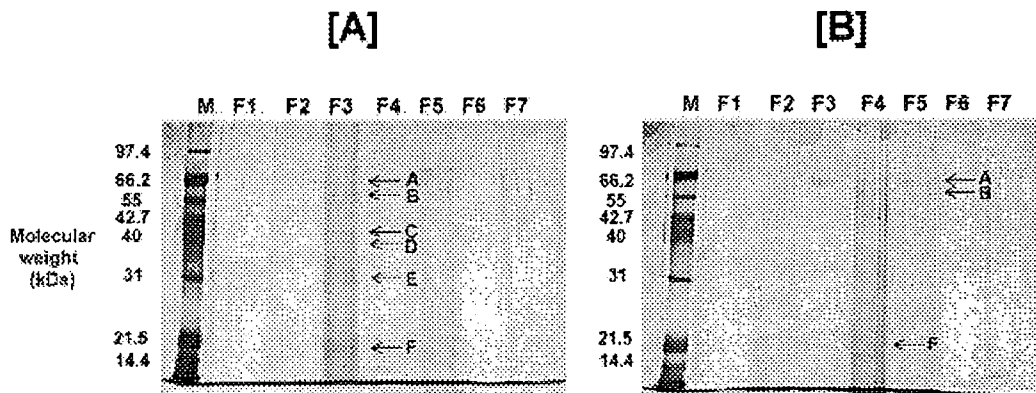 [A] [B]
M F1 F2 F3 F4 F5 F6 F7 M F1 F2 F3 F4 F5 F6 F7
97.4 97.4
66.2 A 66.2 A
55 B 55 B
42.7 42.7
40 C 40
D
31 E 31
21.5 F 21.5 F
14.4 14.4
Molecular
weight
(kDa)